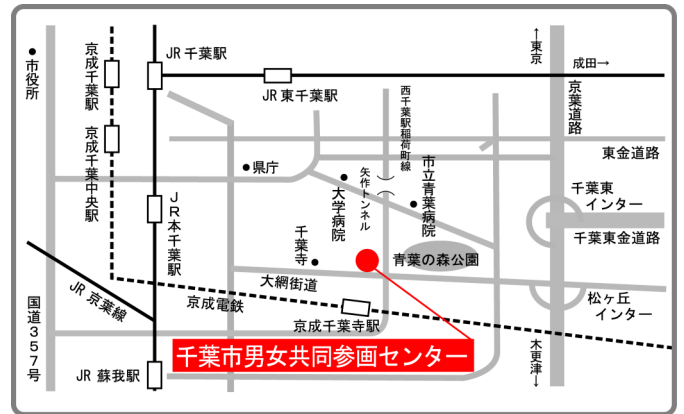 ●市役所
京成千葉駅
JR千葉駅
↑東京
成田→
京葉道路
JR東千葉駅
西千葉駅稲荷町線
京成千葉中央駅
東金道路
●県庁
矢作トンネル
●大学病院
●市立青葉病院
千葉東
インター
JR本千葉駅
千葉東金道路
千葉寺●
青葉の森公園
大網街道
JR京葉線
京成電鉄
松ヶ丘
インター
国道357号
京成千葉寺駅
千葉市男女共同参画センター
木更津↓
JR蘇我駅